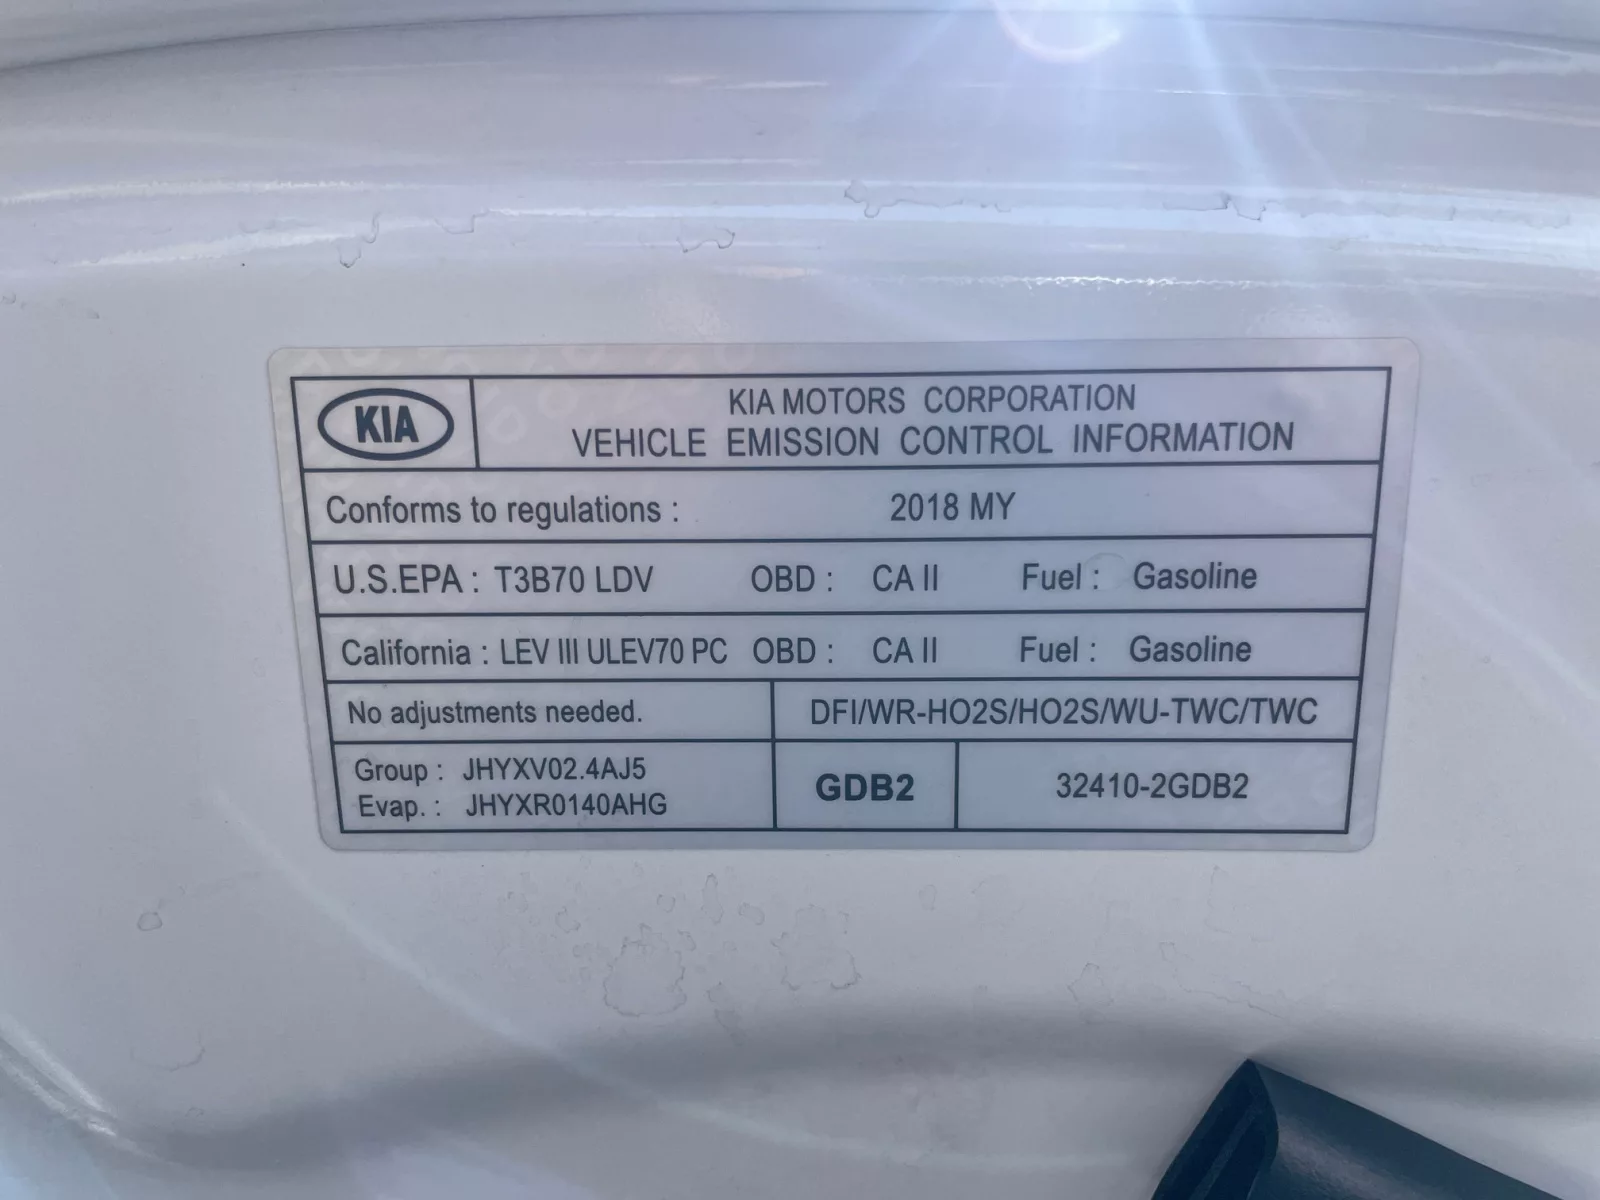 KIA
KIA MOTORS CORPORATION
VEHICLE EMISSION CONTROL INFORMATION
Conforms to regulations : 2018 MY
U.S.EPA : T3B70 LDV OBD : CA II Fuel : Gasoline
California : LEV III ULEV70 PC OBD : CA II Fuel : Gasoline
No adjustments needed. DFI/WR-HO2S/HO2S/WU-TWC/TWC
Group : JHYXV02.4AJ5
Evap. : JHYXR0140AHG
GDB2 32410-2GDB2